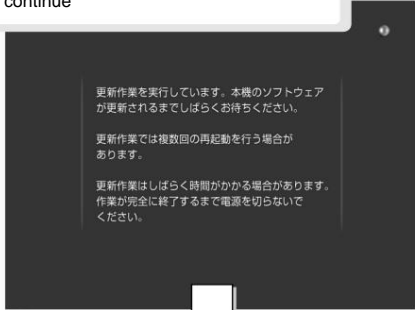 continue
更新作業を実行しています。本機のソフトウェア
が更新されるまでしばらくお待ちください。
更新作業では複数回の再起動を行う場合が
あります。
更新作業はしばらく時間がかかる場合があります。
作業が完全に終了するまで電源を切らないで
ください。